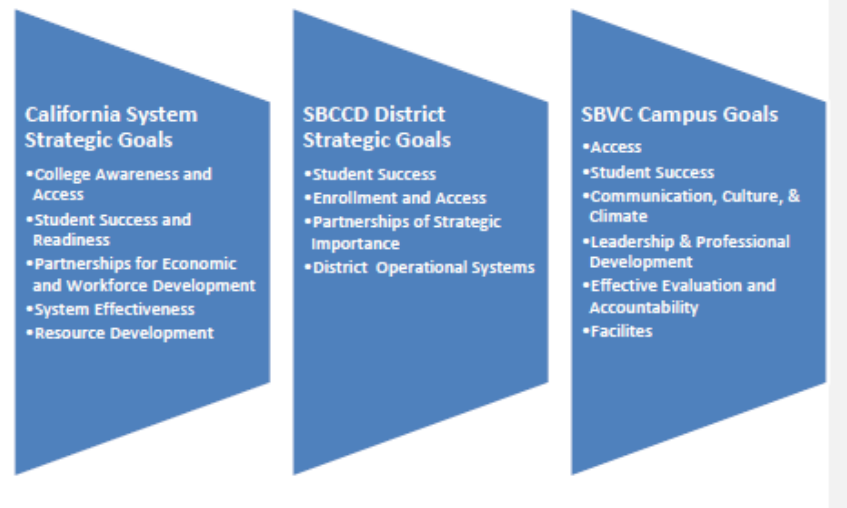 California System
Strategic Goals
•College Awareness and
Access
•Student Success and
Readiness
•Partnerships for Economic
and Workforce Development
•System Effectiveness
•Resource Development
SBCCD District
Strategic Goals
•Student Success
•Enrollment and Access
•Partnerships of Strategic
Importance
•District Operational Systems
SBVC Campus Goals
•Access
•Student Success
•Communication, Culture, &
Climate
•Leadership & Professional
Development
•Effective Evaluation and
Accountability
•Facilites